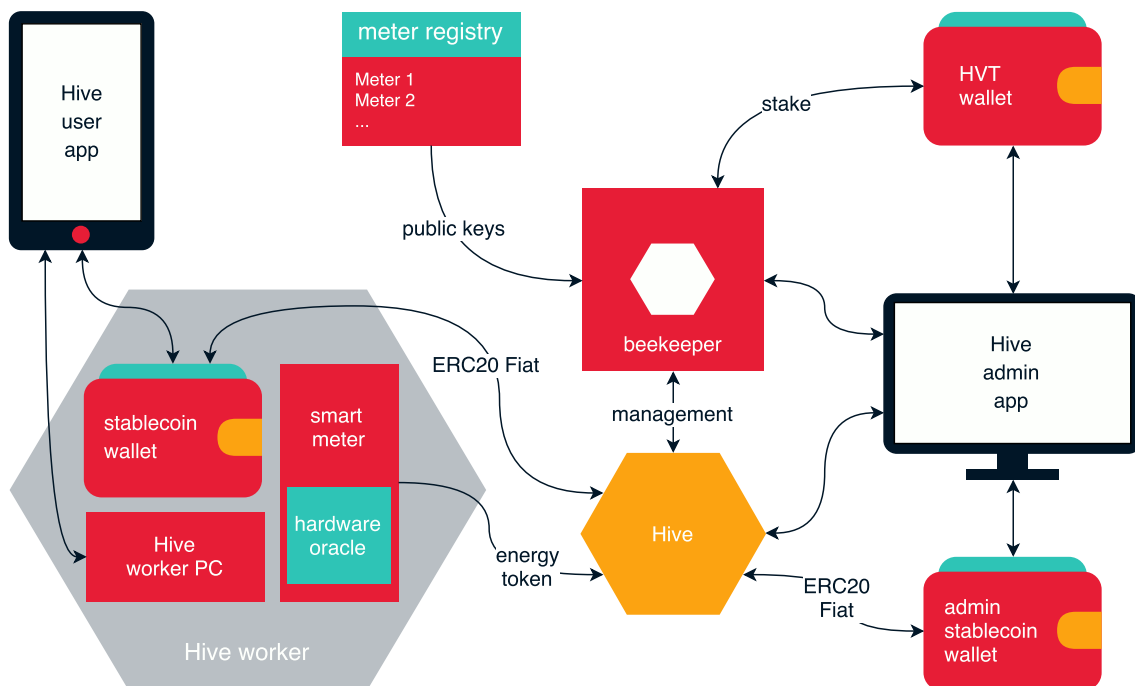 meter registry
Meter 1
Meter 2
...
Hive
user
app
HVT
wallet
stake
public keys
beekeeper
Hive
admin
app
ERC20 Fiat
management
stablecoin
wallet
smart
meter
hardware
oracle
Hive
worker PC
Hive
energy
token
ERC20
Fiat
admin
stablecoin
wallet
Hive worker